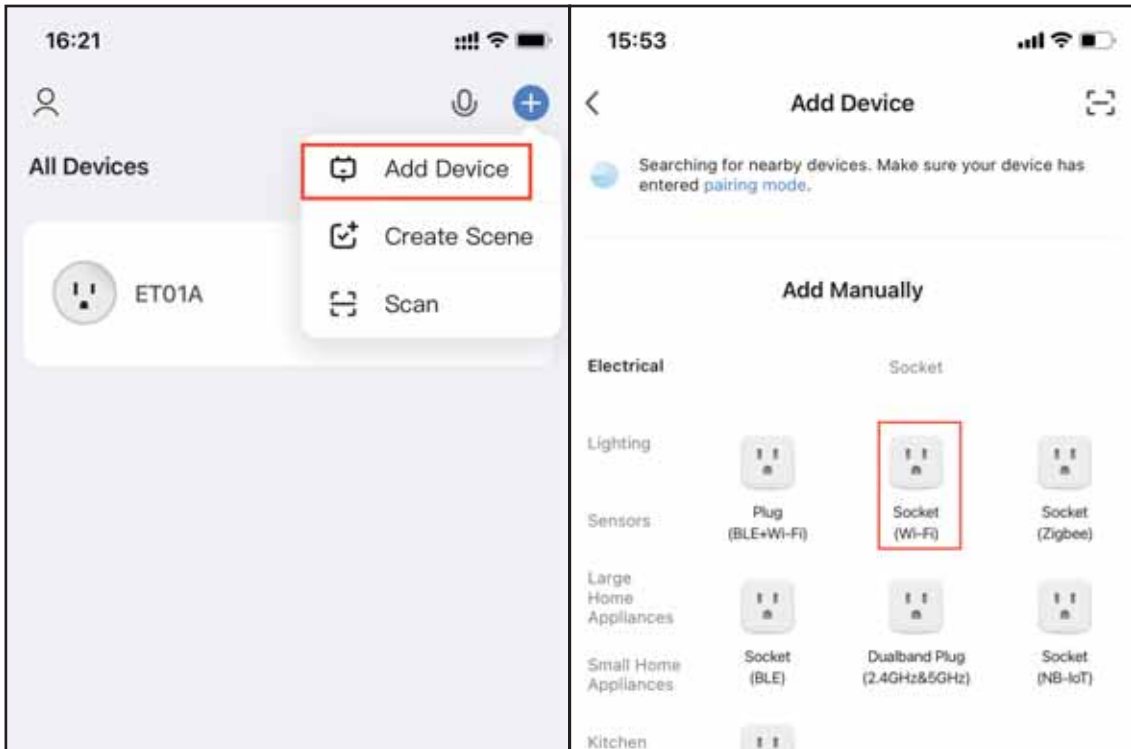 16:21
All Devices
Add Device
Create Scene
Scan
ET01A
15:53
Add Device
Searching for nearby devices. Make sure your device has
entered pairing mode.
Add Manually
Electrical
Socket
Lighting
Sensors
Large
Home
Appliances
Small Home
Appliances
Kitchen
Plug
(BLE+Wi-Fi)
Socket
(Wi-Fi)
Socket
(Zigbee)
Socket
(BLE)
Dualband Plug
(2.4GHz&5GHz)
Socket
(NB-IoT)